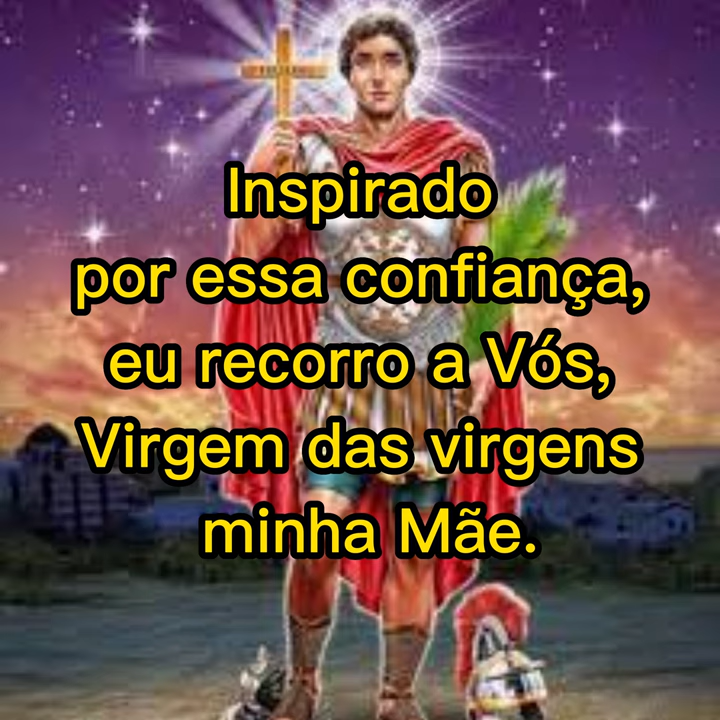 Inspirado
por essa confiança,
eu recorro a Vós,
Virgem das virgens
minha Mãe.